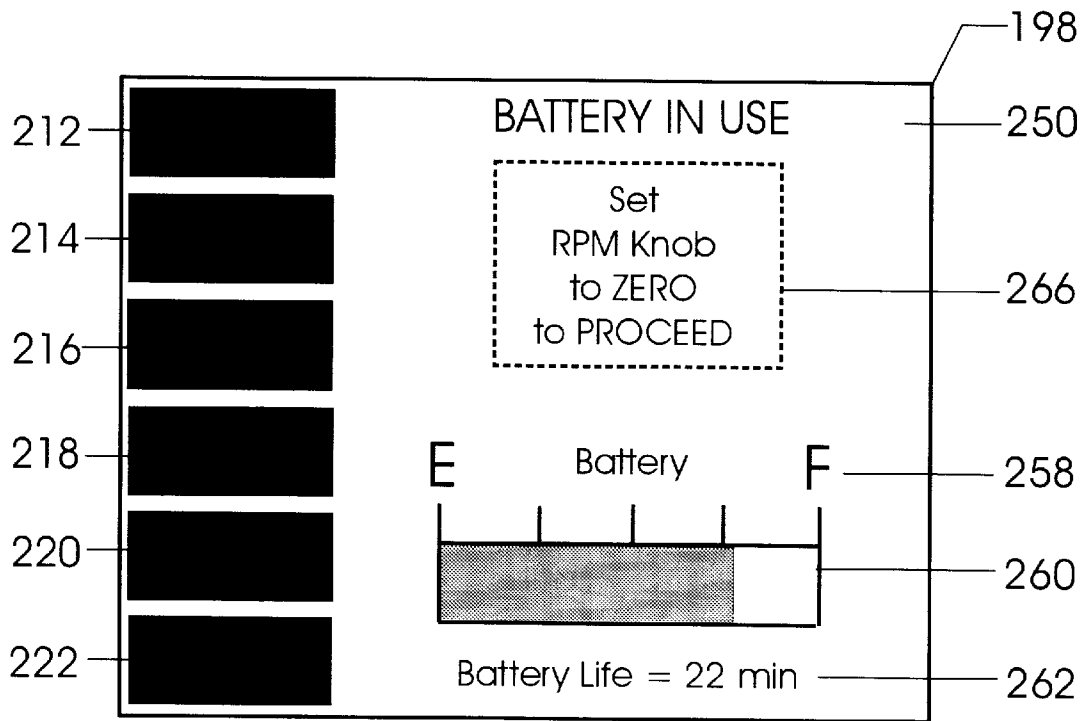 198
212
BATTERY IN USE
250
Set
214
RPM Knob
to ZERO
266
to PROCEED
216
218
E Battery F
258
220
260
222
Battery Life = 22 min
262